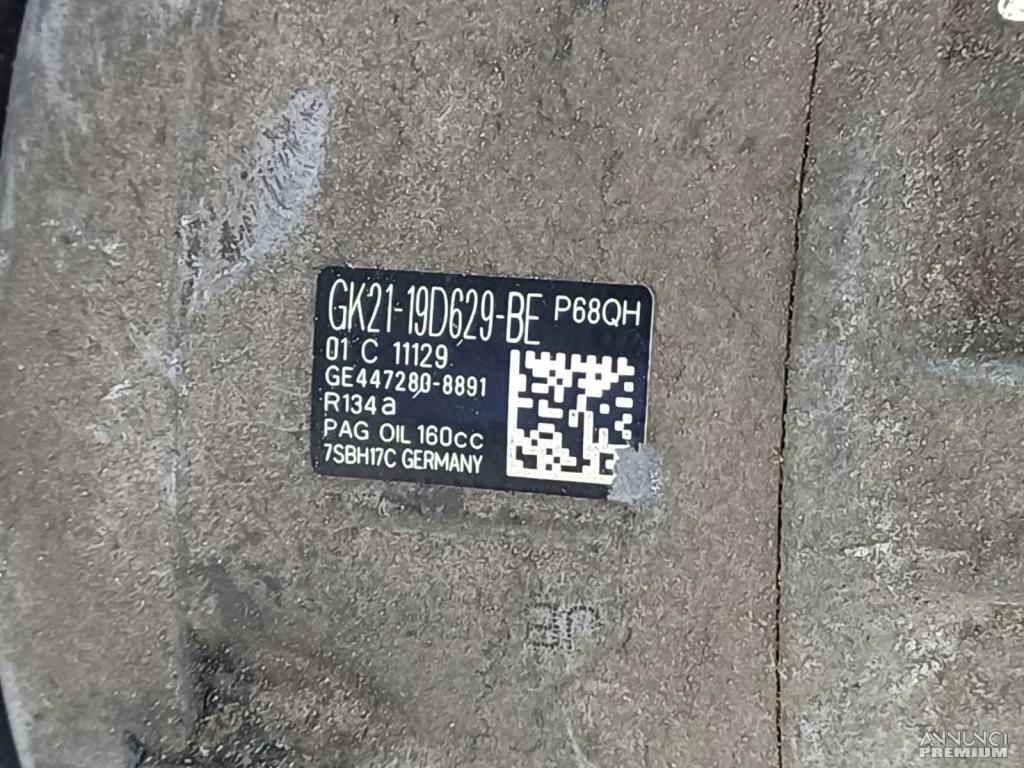 GK21-19D629-BE P68QH
01 C 11129
GE447280-8891
R134a
PAG OIL 160cc
7SBH17C GERMANY
ANNUNCI
PREMIUM